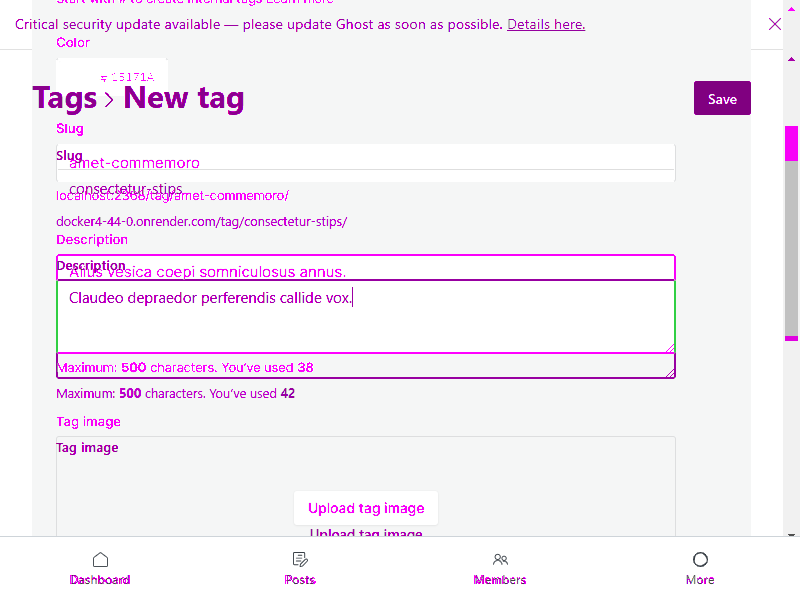 Start with # to create internal tags Learn more
Critical security update available — please update Ghost as soon as possible. Details here.
Color
# 15171A
Tags > New tag
Save
Slug
Slug
amet-commemoro
consectetur-stips
localhost:2368/tag/amet-commemoro/
docker4-44-0.onrender.com/tag/consectetur-stips/
Description
Description
Alius vesica coepi somniculosus annus.
Claudeo depraedor perferendis callide vox.
Maximum: 500 characters. You've used 38
Maximum: 500 characters. You've used 42
Tag image
Tag image
Upload tag image
Upload tag image
Dashboard
Posts
Members
More